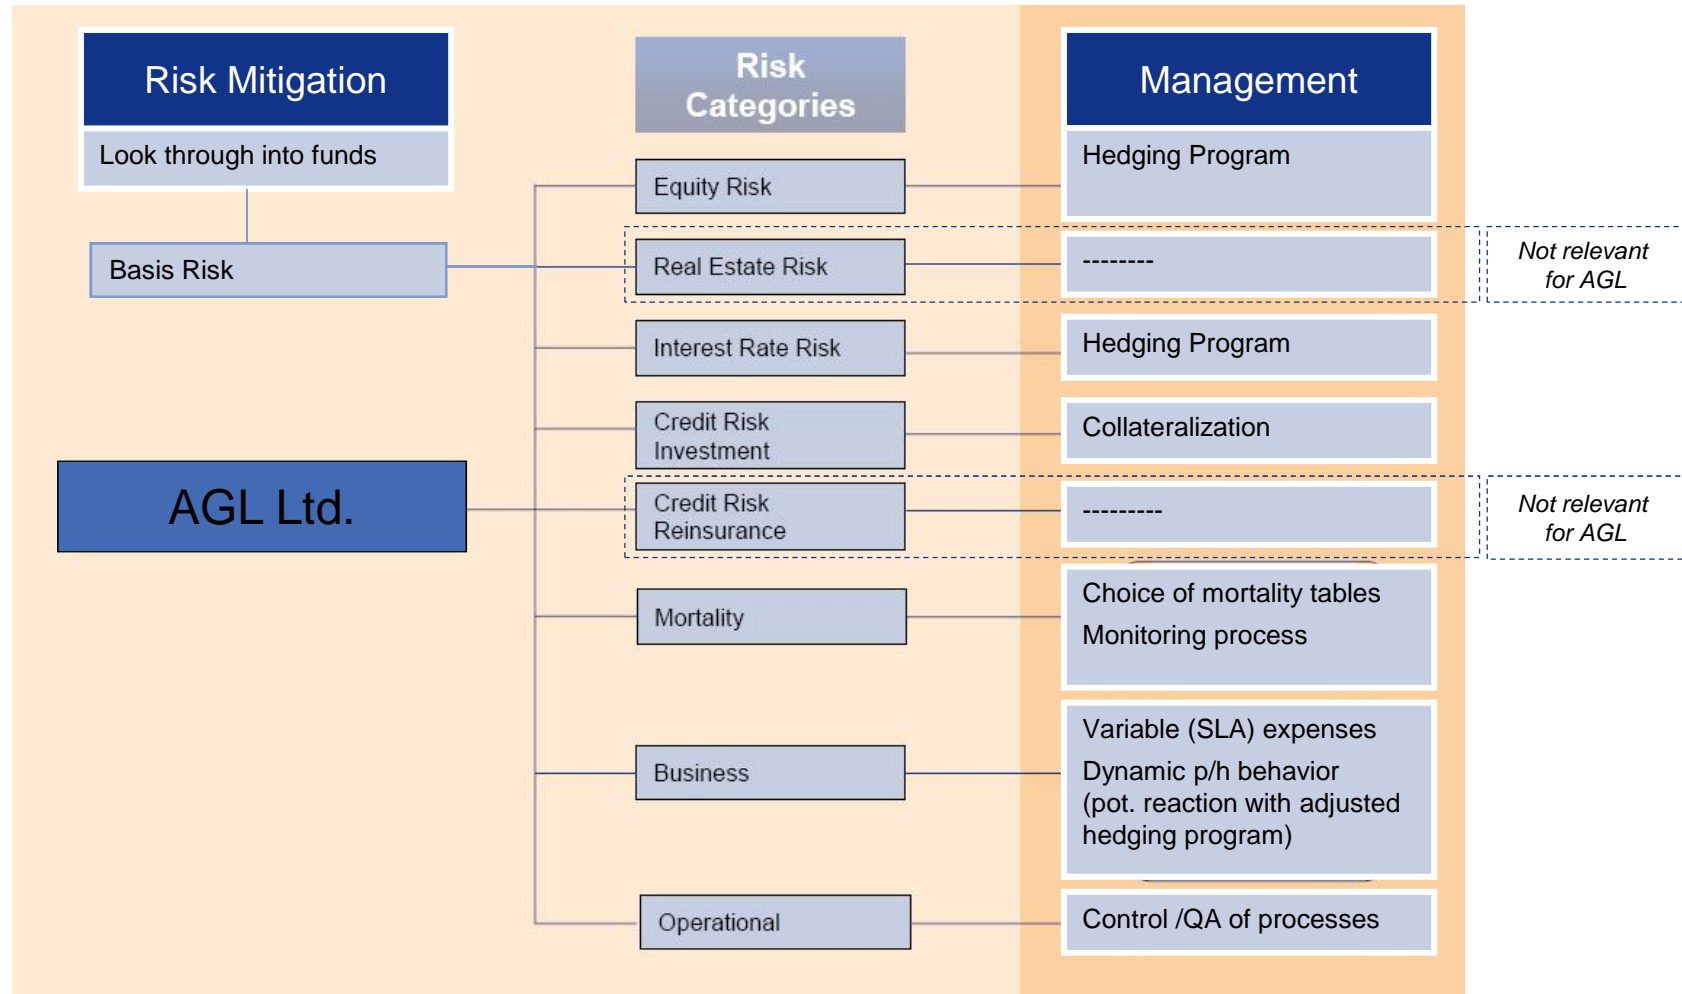 Risk Mitigation
Look through into funds
Basis Risk
AGL Ltd.
Risk
Categories
Management
Equity Risk
Hedging Program
Real Estate Risk
--------
Not relevant
for AGL
Interest Rate Risk
Hedging Program
Credit Risk
Investment
Collateralization
Credit Risk
Reinsurance
---------
Not relevant
for AGL
Mortality
Choice of mortality tables
Monitoring process
Business
Variable (SLA) expenses
Dynamic p/h behavior
(pot. reaction with adjusted
hedging program)
Operational
Control /QA of processes